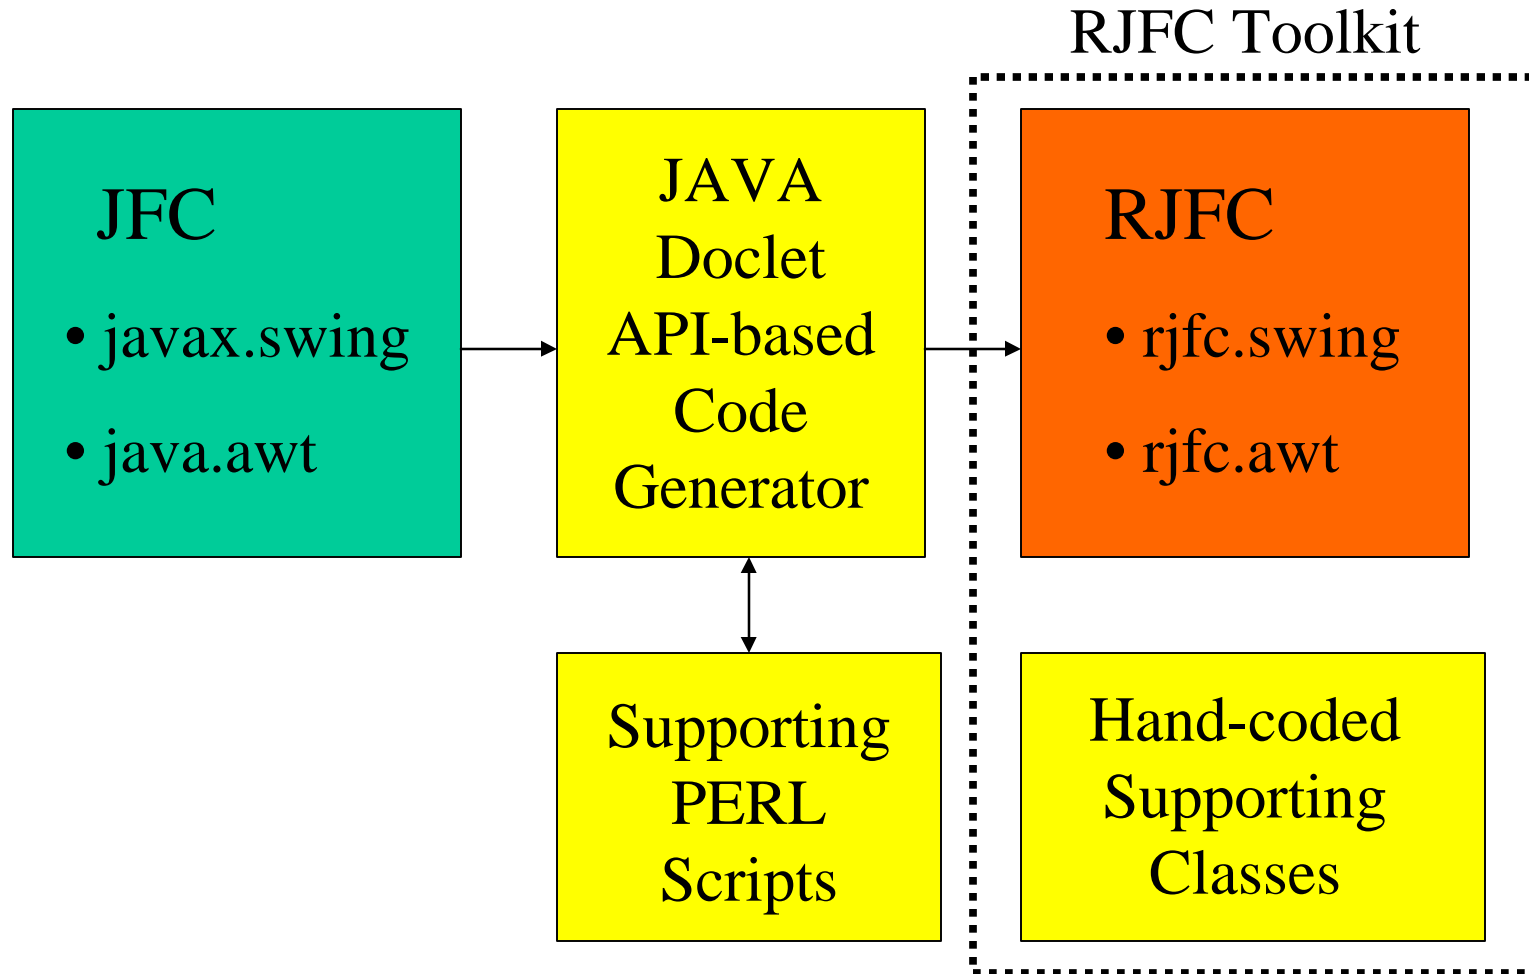 RJFC Toolkit
JFC
• javax.swing
• java.awt
JAVA
Doclet
API-based
Code
Generator
RJFC
• rjfc.swing
• rjfc.awt
Supporting
PERL
Scripts
Hand-coded
Supporting
Classes